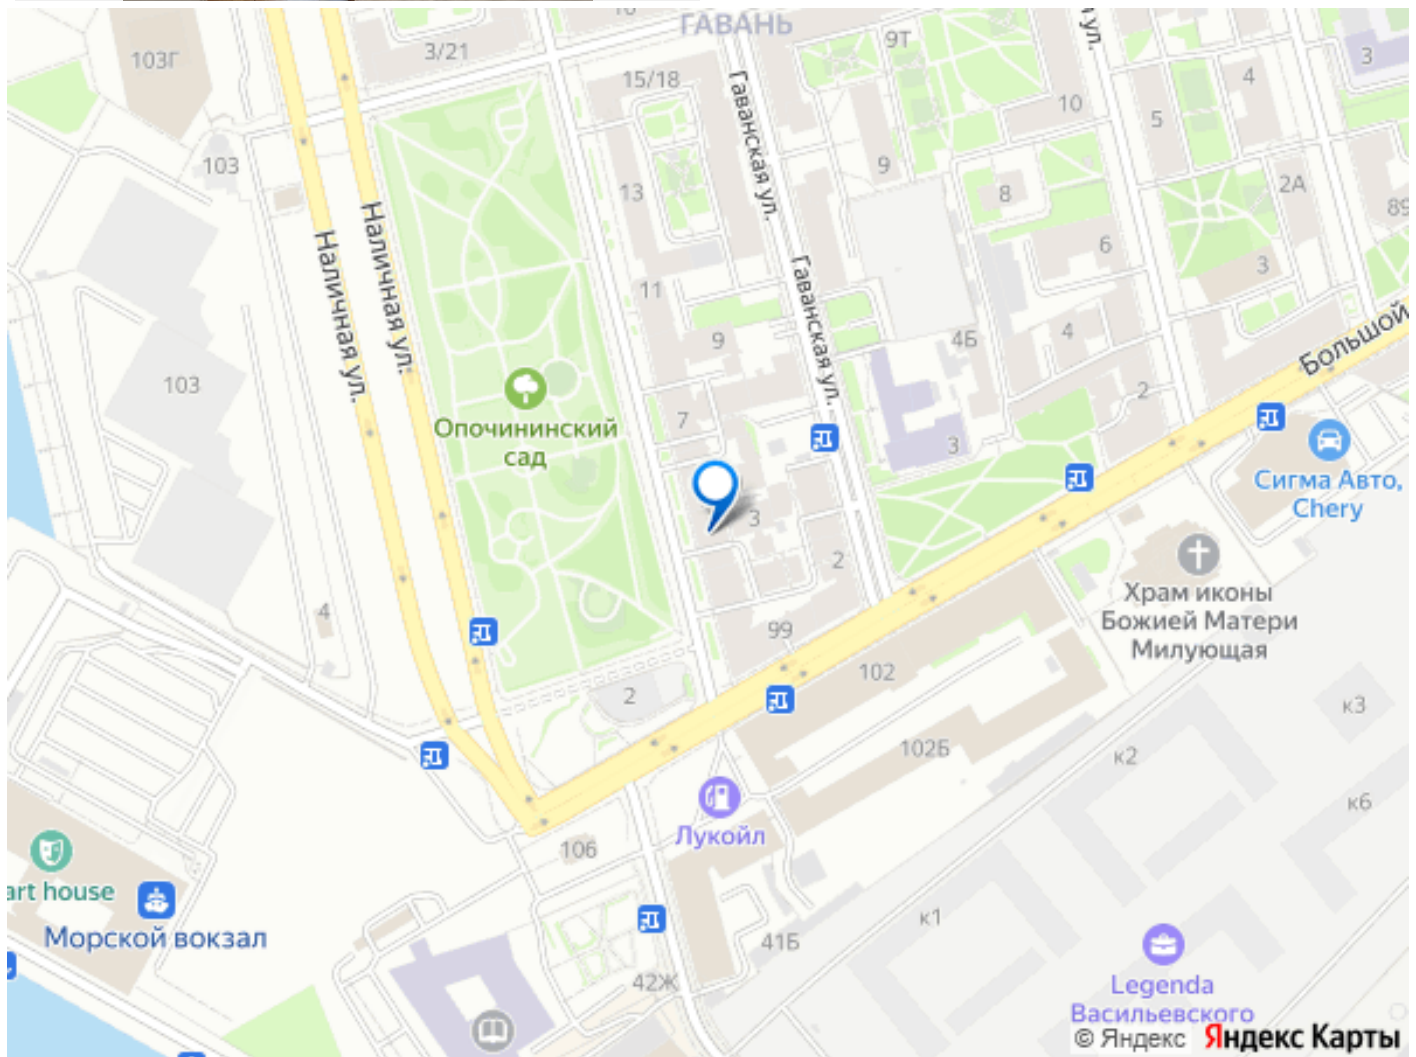 ГАВАНЬ
103Г
3/21
15/18
9Т
ул.
3
4
10
5
103
13
Гаванская ул.
9
8
2А
89
Наличная ул.
Наличная ул.
11
Гаванская ул.
6
3
9
4Б
4
Большой
103
7
2
Опочининский
сад
3
Сигма Авто,
Chery
3
2
4
Храм иконы
Божией Матери
Милующая
99
102
2
102Б
к3
к2
к6
Лукойл
106
art house
Морской вокзал
к1
41Б
42Ж
Legenda
Васильевского
© Яндекс Яндекс Карты